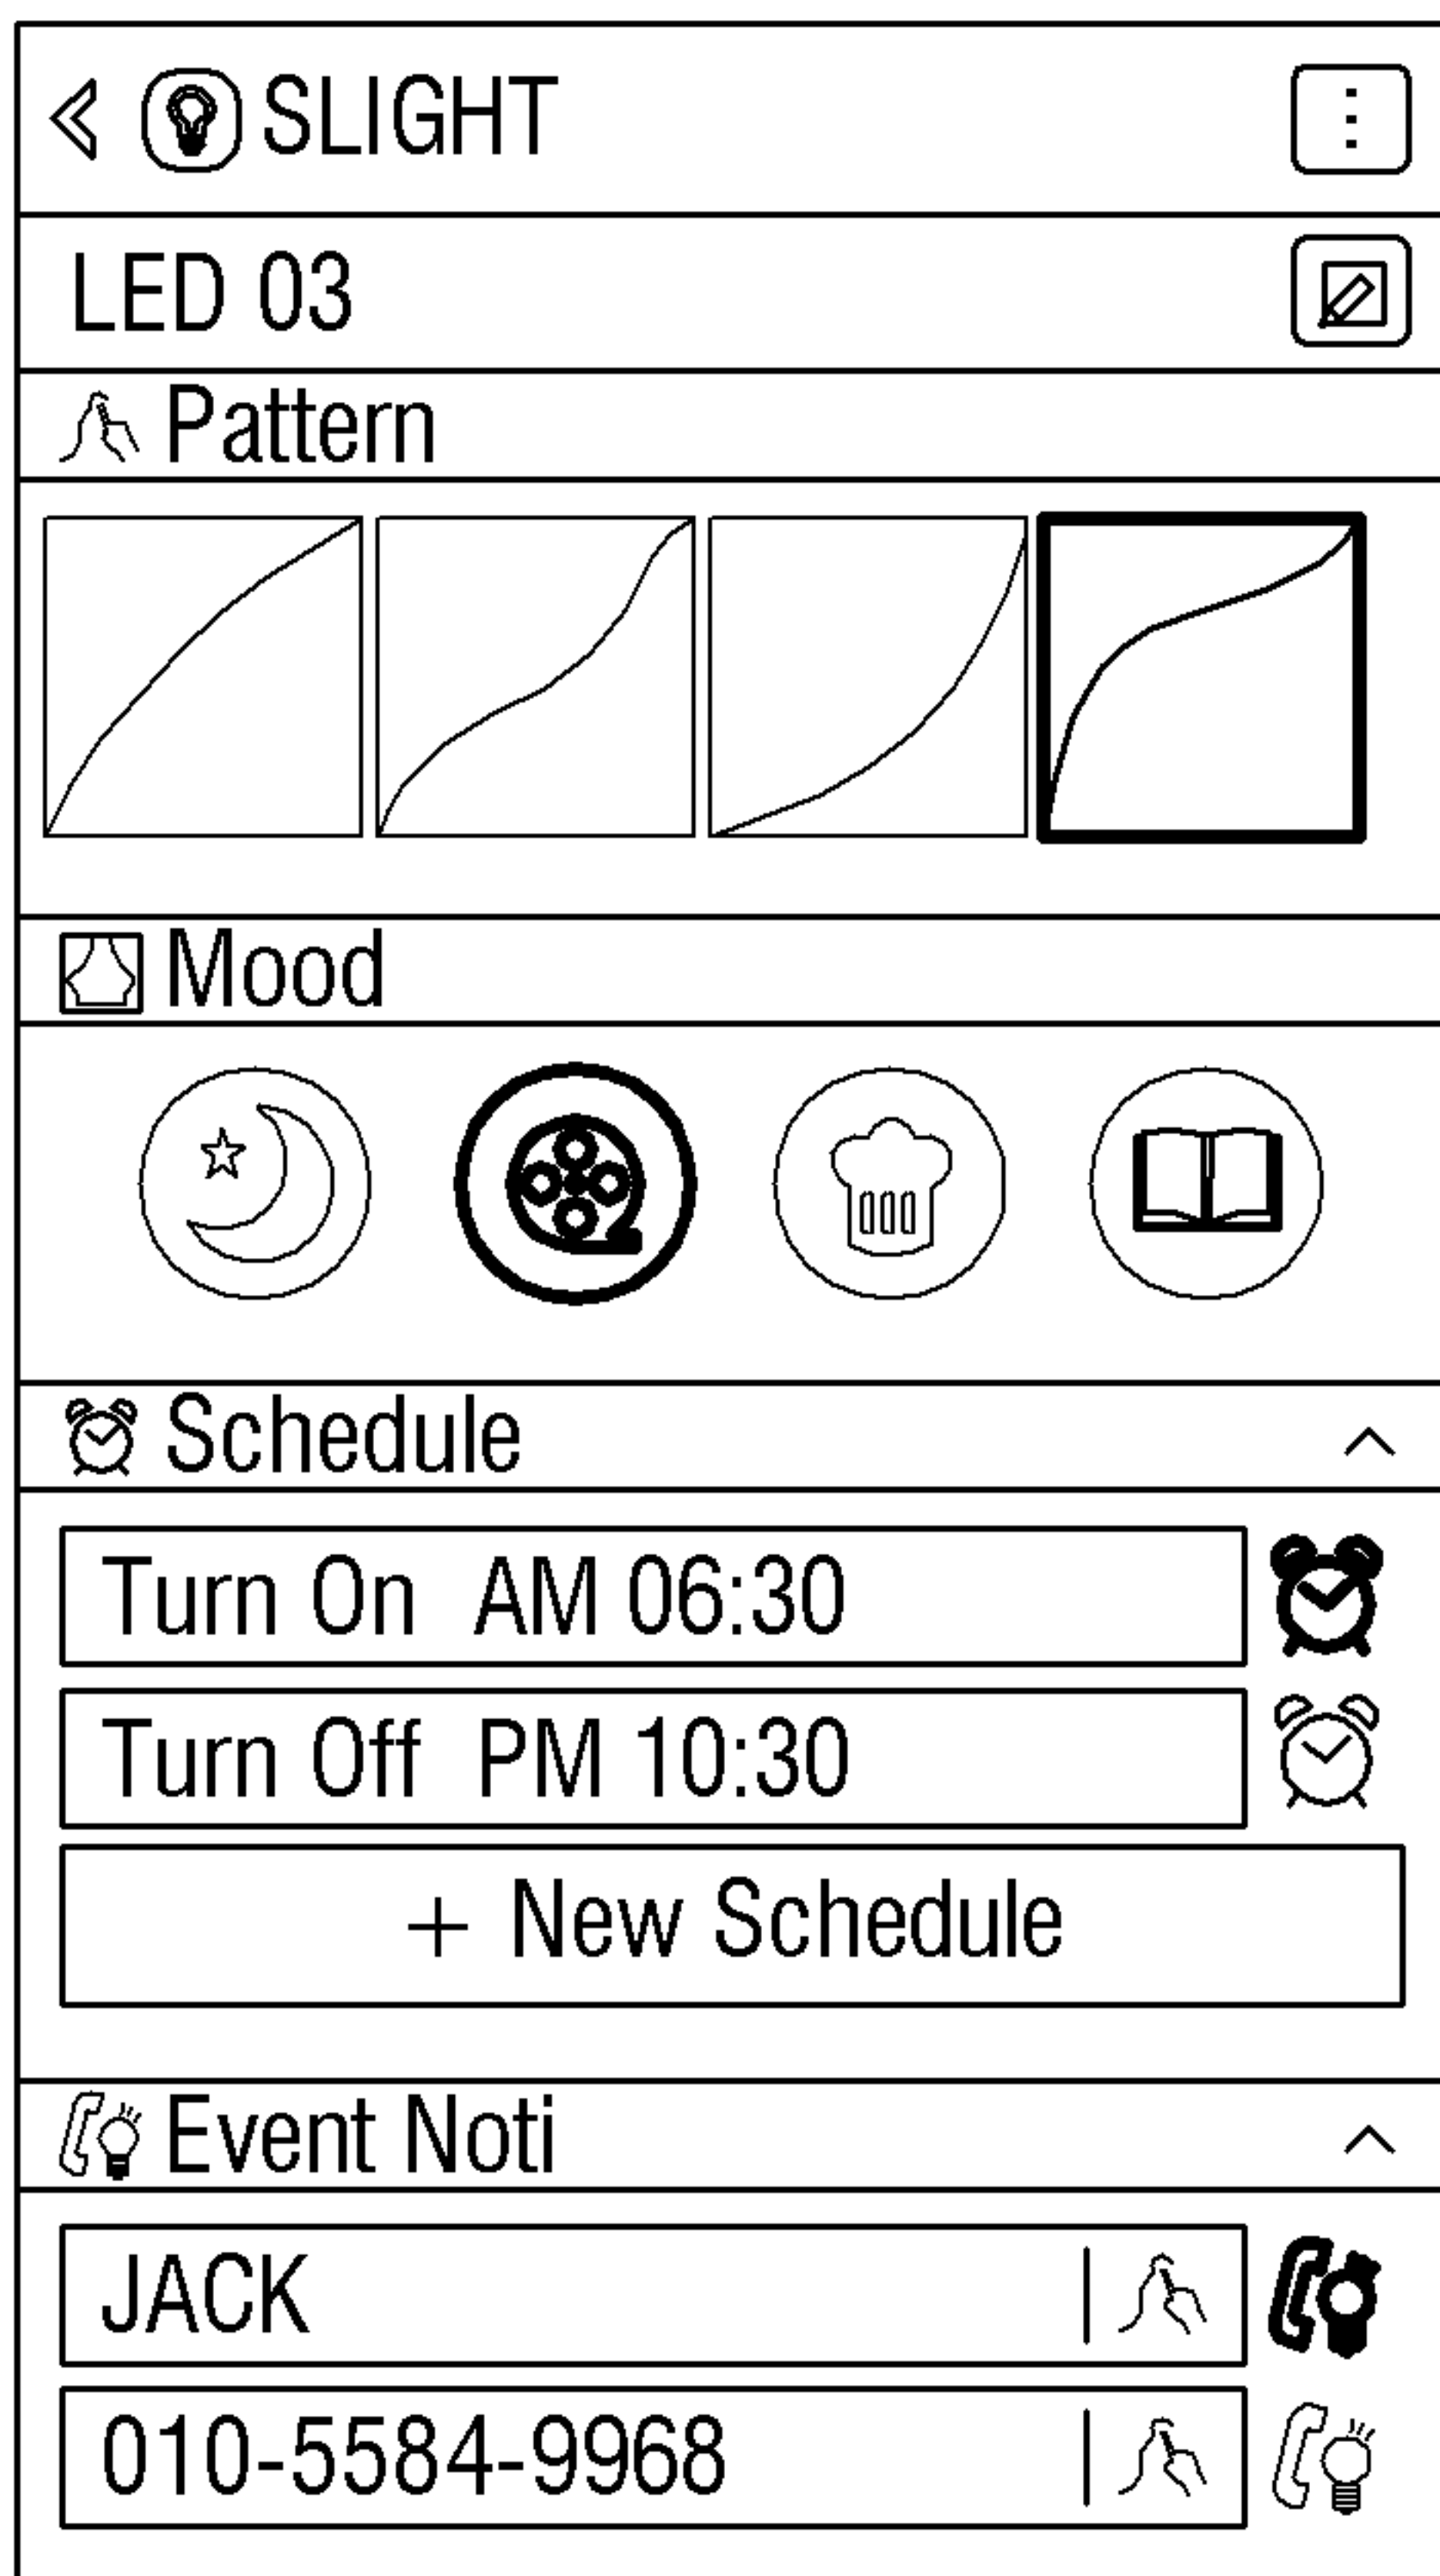 SLIGHT
LED 03
Pattern
Mood
Schedule
Turn On AM 06:30
Turn Off PM 10:30
+ New Schedule
Event Noti
JACK
010-5584-9968